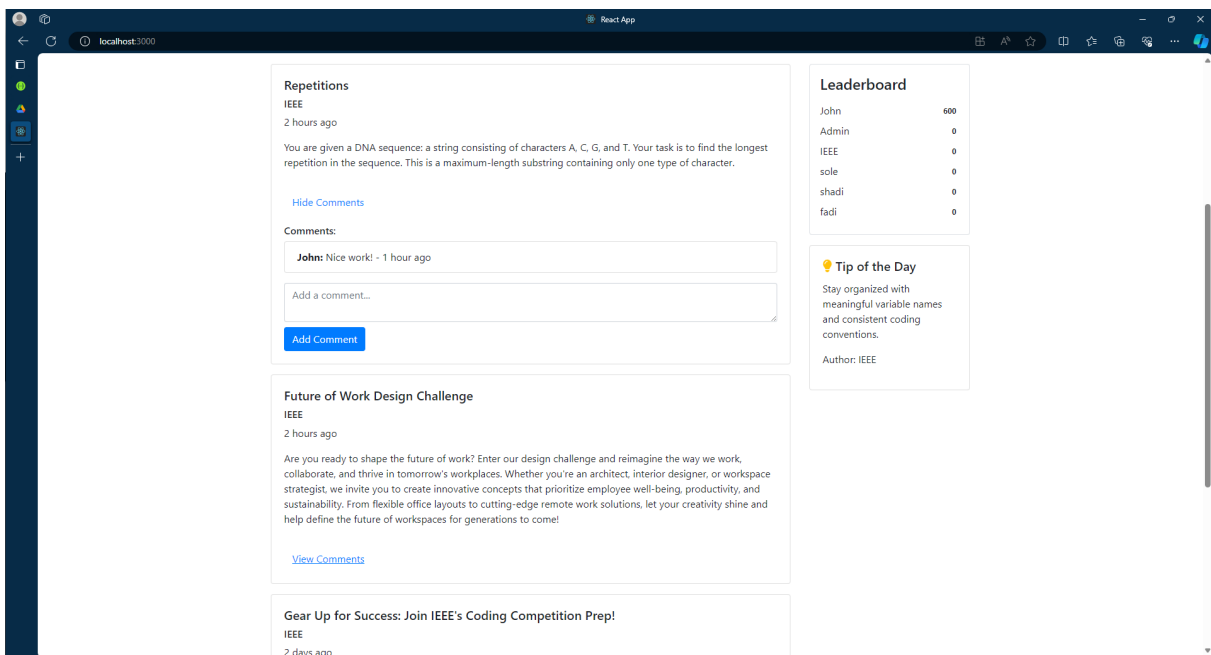 React App
localhost:3000
Repetitions
IEEE
2 hours ago
You are given a DNA sequence: a string consisting of characters A, C, G, and T. Your task is to find the longest
repetition in the sequence. This is a maximum-length substring containing only one type of character.
Hide Comments
Comments:
John: Nice work! - 1 hour ago
Add a comment...
Add Comment
Future of Work Design Challenge
IEEE
2 hours ago
Are you ready to shape the future of work? Enter our design challenge and reimagine the way we work,
collaborate, and thrive in tomorrow's workplaces. Whether you're an architect, interior designer, or workspace
strategist, we invite you to create innovative concepts that prioritize employee well-being, productivity, and
sustainability. From flexible office layouts to cutting-edge remote work solutions, let your creativity shine and
help define the future of workspaces for generations to come!
View Comments
Gear Up for Success: Join IEEE's Coding Competition Prep!
IEEE
2 days ago
Leaderboard
John 600
Admin 0
IEEE 0
sole 0
shadi 0
fadi 0
Tip of the Day
Stay organized with
meaningful variable names
and consistent coding
conventions.
Author: IEEE